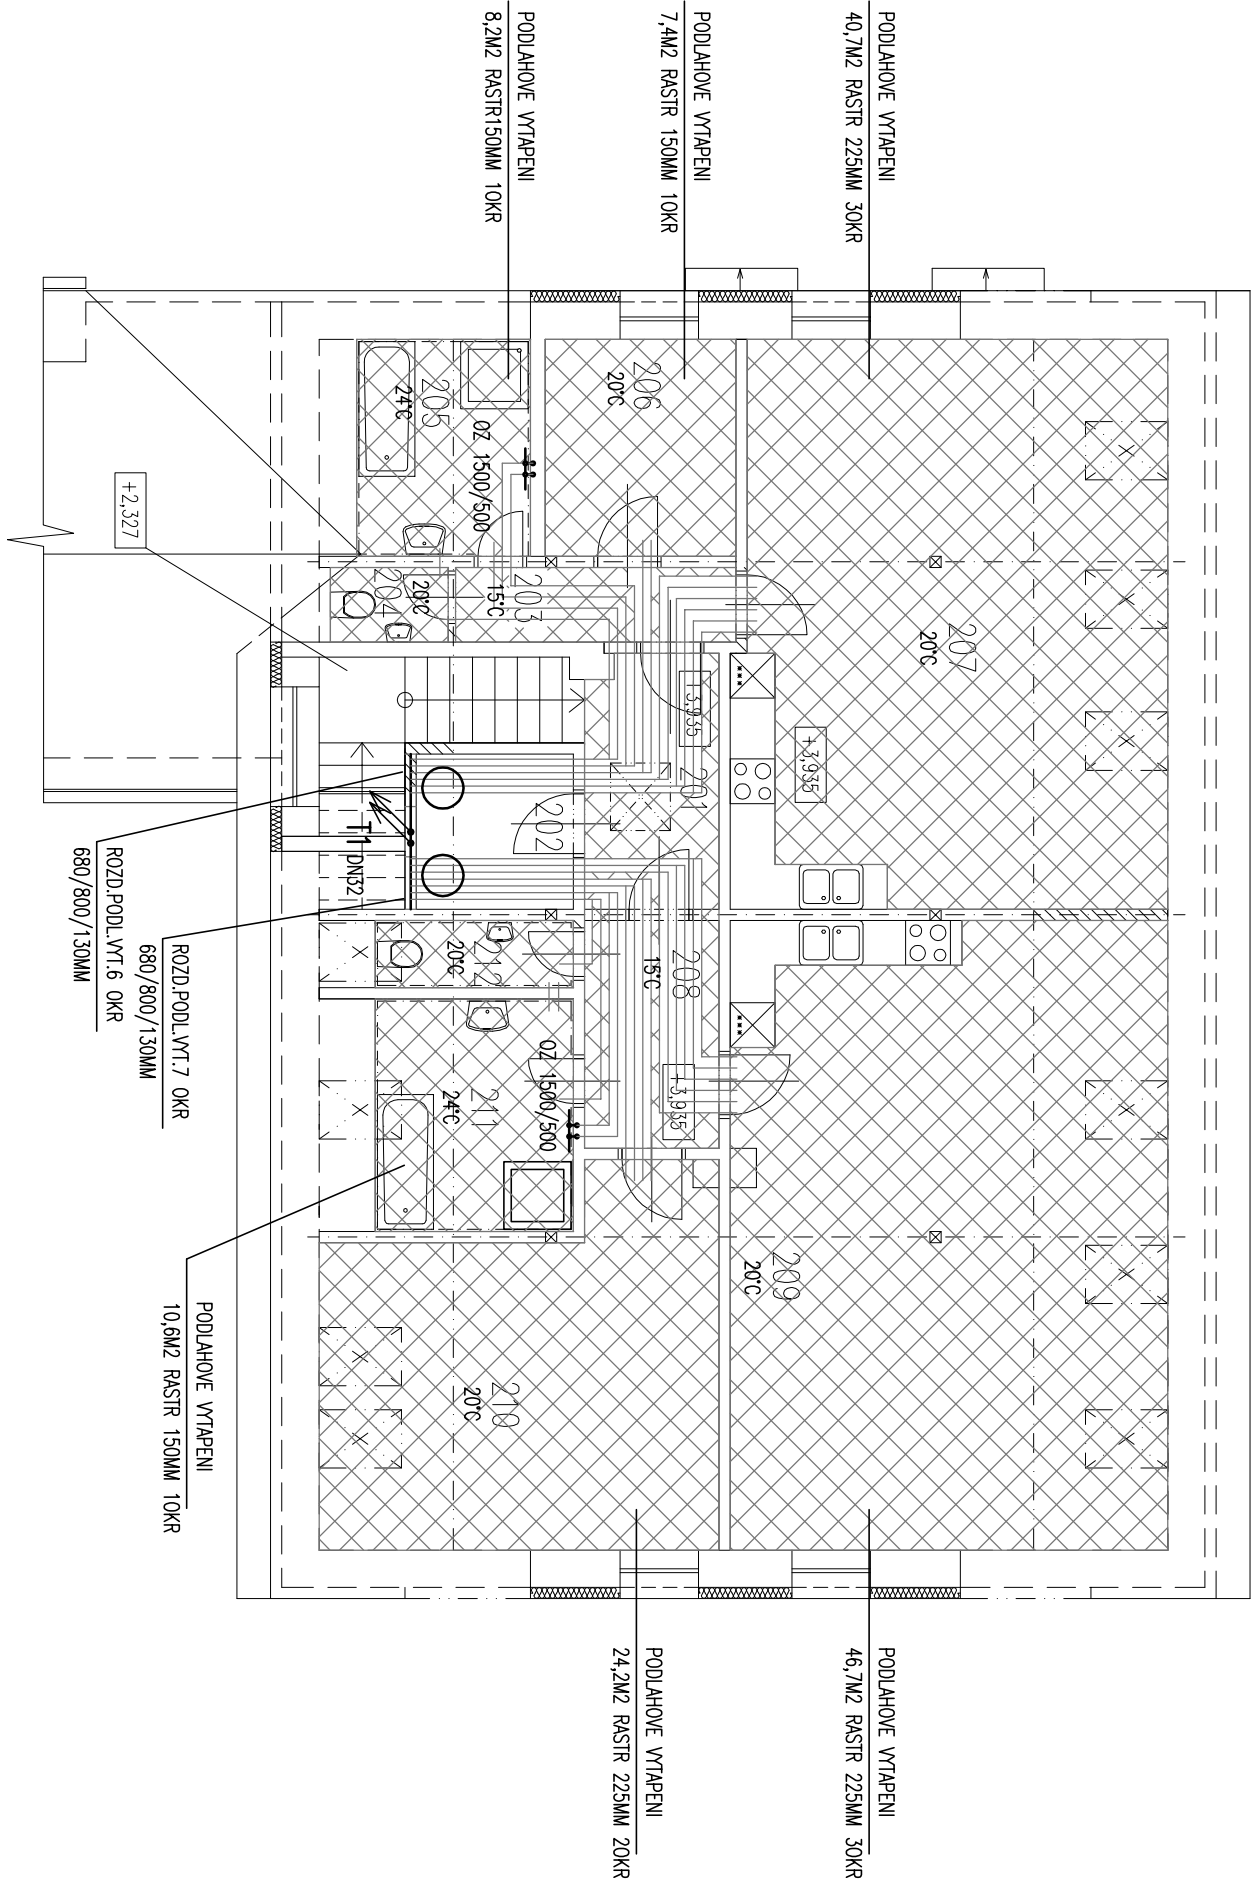 PODLAHOVE VYTAPENI
40,7M2 RASTR 225MM 3OKR
PODLAHOVE VYTAPENI
7,4M2 RASTR 150MM 1OKR
PODLAHOVE VYTAPENI
8,2M2 RASTR150MM 1OKR
206
20°C
205
24°C
OZ 1500/500
+2,327
207
20°C
203
15°C
204
20°C
+3,935
+3,935
201
202
T1 DN32
ROZD.PODL.VYT.6 OKR
680/800/130MM
ROZD.PODL.VYT.7 OKR
680/800/130MM
208
15°C
212
20°C
+3,935
OZ 1500/500
211
24°C
209
20°C
210
20°C
PODLAHOVE VYTAPENI
10,6M2 RASTR 150MM 1OKR
PODLAHOVE VYTAPENI
46,7M2 RASTR 225MM 3OKR
PODLAHOVE VYTAPENI
24,2M2 RASTR 225MM 2OKR